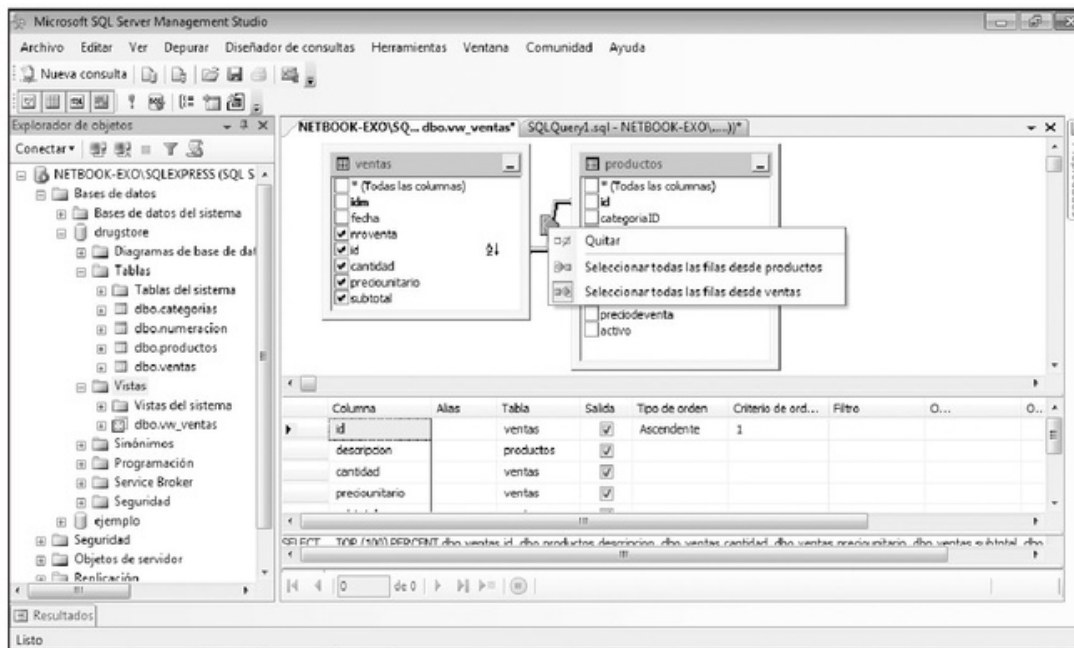 Microsoft SQL Server Management Studio
Archivo Editar Ver Depurar Diseñador de consultas Herramientas Ventana Comunidad Ayuda
Nueva consulta
Explorador de objetos
Conectar
NETBOOK-EXO\SQLEXPRESS (SQL S
Bases de datos
Bases de datos del sistema
drugstore
Diagramas de base de dat
Tablas
Tablas del sistema
dbo.categorias
dbo.numeracion
dbo.productos
dbo.ventas
Vistas
Vistas del sistema
dbo.vw_ventas
Sinónimos
Programación
Service Broker
Seguridad
ejemplo
Seguridad
Objetos de servidor
Replicación
NETBOOK-EXO\SQ... dbo.vw_ventas* SQLQuery1.sql - NETBOOK-EXO\.....))*
ventas
* (Todas las columnas)
idm
fecha
nroventa
id
cantidad
preciounitario
subtotal
productos
* (Todas las columnas)
id
categoriaID
preciodeventa
activo
Quitar
Seleccionar todas las filas desde productos
Seleccionar todas las filas desde ventas
Columna Alias Tabla Salida Tipo de orden Criterio de ord... Filtro O... O...
id ventas Ascendente 1
descripcion productos
cantidad ventas
preciounitario ventas
SELECT TOP (100) PERCENT dbo.ventas.id, dbo.productos.descripcion, dbo.ventas.cantidad, dbo.ventas.preciounitario, dbo.ventas.subtotal, dbo
0 de 0
Resultados
Listo